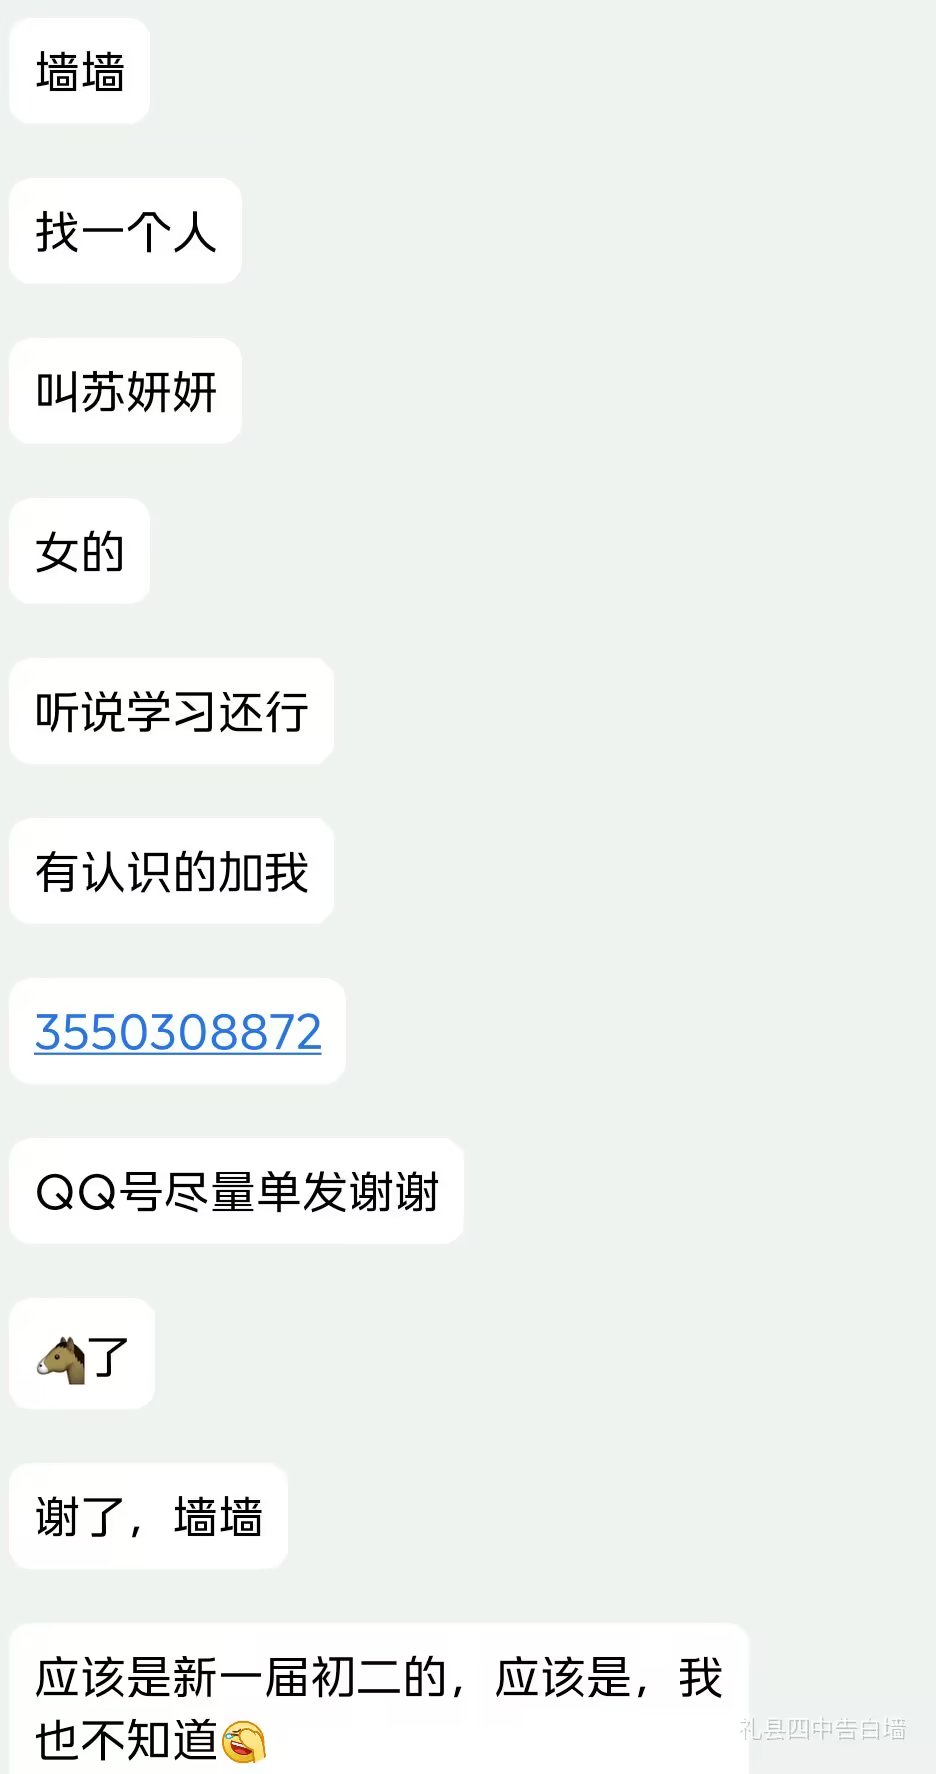 墙墙
找一个人
叫苏妍妍
女的
听说学习还行
有认识的加我
3550308872
QQ号尽量单发谢谢
🐴了
谢了，墙墙
应该是新一届初二的，应该是，我
也不知道🤣
礼县四中告白墙